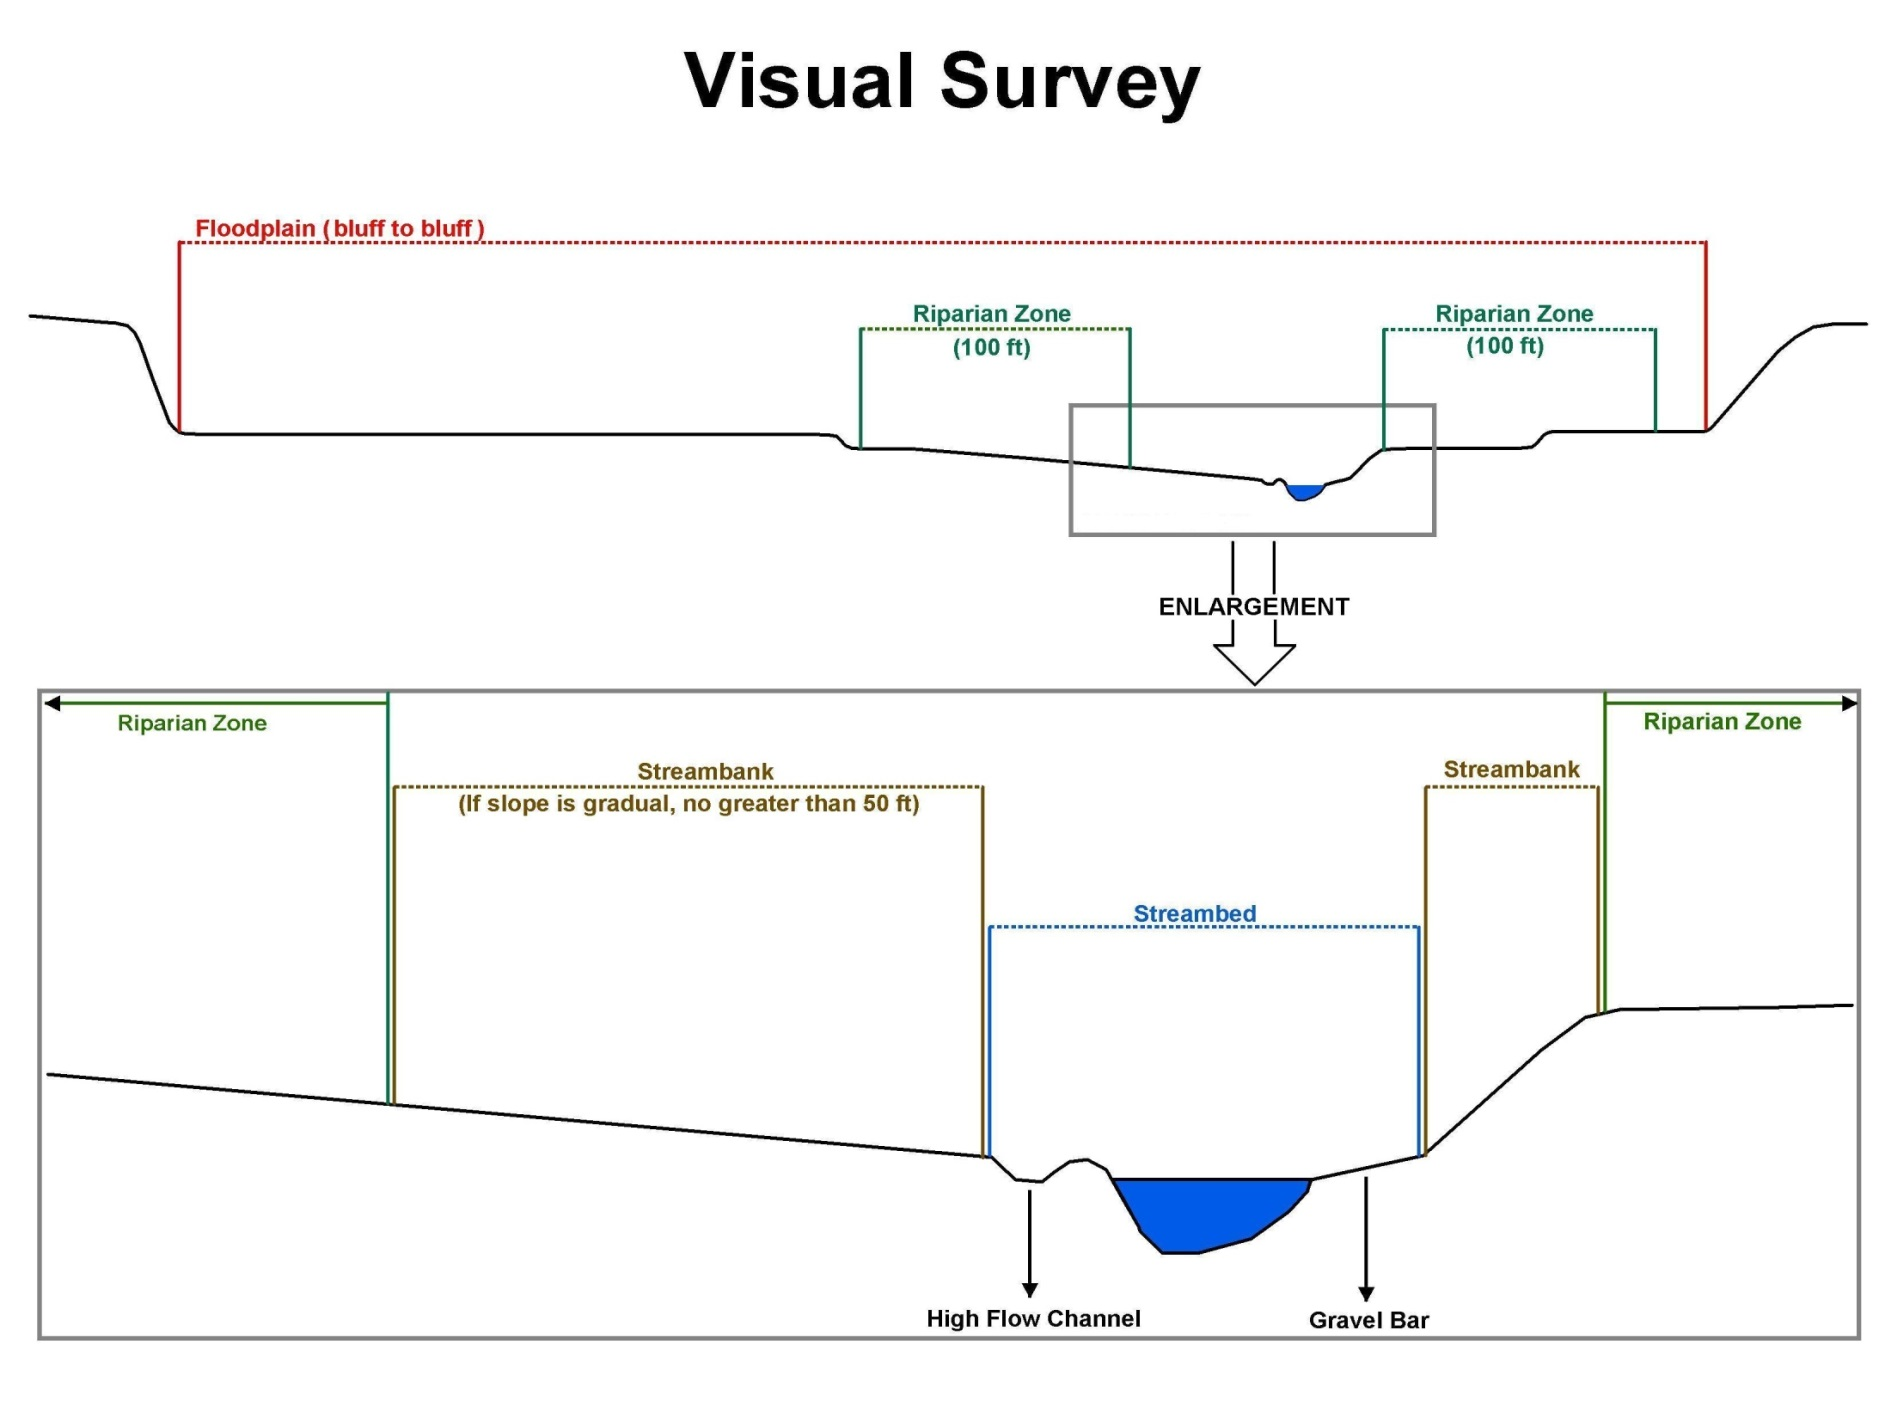 Visual Survey
Floodplain (bluff to bluff)
Riparian Zone
(100 ft)
Riparian Zone
(100 ft)
ENLARGEMENT
Riparian Zone
Riparian Zone
Streambank
(If slope is gradual, no greater than 50 ft)
Streambank
Streambed
High Flow Channel
Gravel Bar